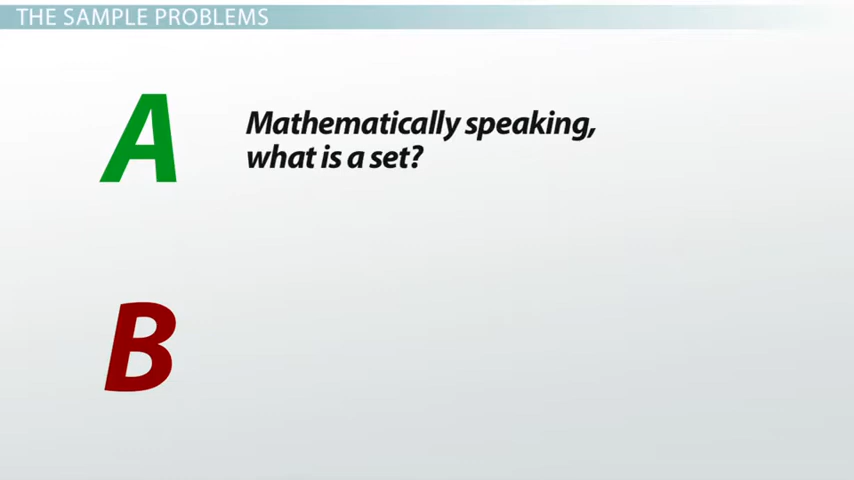 THE SAMPLE PROBLEMS
A
Mathematically speaking,
what is a set?
B